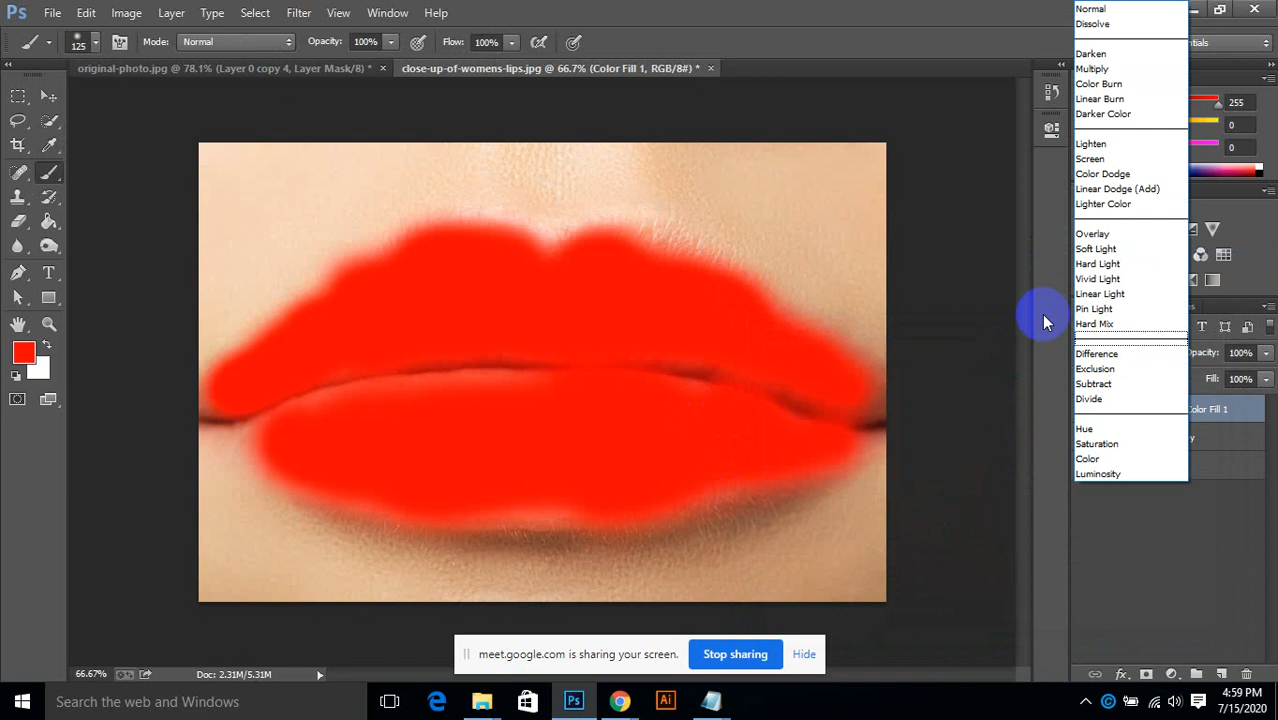 Ps File Edit Image Layer Type Select Filter View Window Help
125 Mode: Normal Opacity: 100% Flow: 100%
original-photo.jpg @ 78.1% (Layer 0 copy 4, Layer Mask/8) * × close-up-of-womens-lips.jpg @ 66.7% (Color Fill 1, RGB/8#) * ×
Normal
Dissolve
Darken
Multiply
Color Burn
Linear Burn
Darker Color
Lighten
Screen
Color Dodge
Linear Dodge (Add)
Lighter Color
Overlay
Soft Light
Hard Light
Vivid Light
Linear Light
Pin Light
Hard Mix
Difference
Exclusion
Subtract
Divide
Hue
Saturation
Color
Luminosity
255
0
0
Opacity: 100%
Fill: 100%
Color Fill 1
meet.google.com is sharing your screen. Stop sharing Hide
66.67% Doc: 2.31M/5.31M
Search the web and Windows
Ps Ai
4:59 PM
7/15/2020